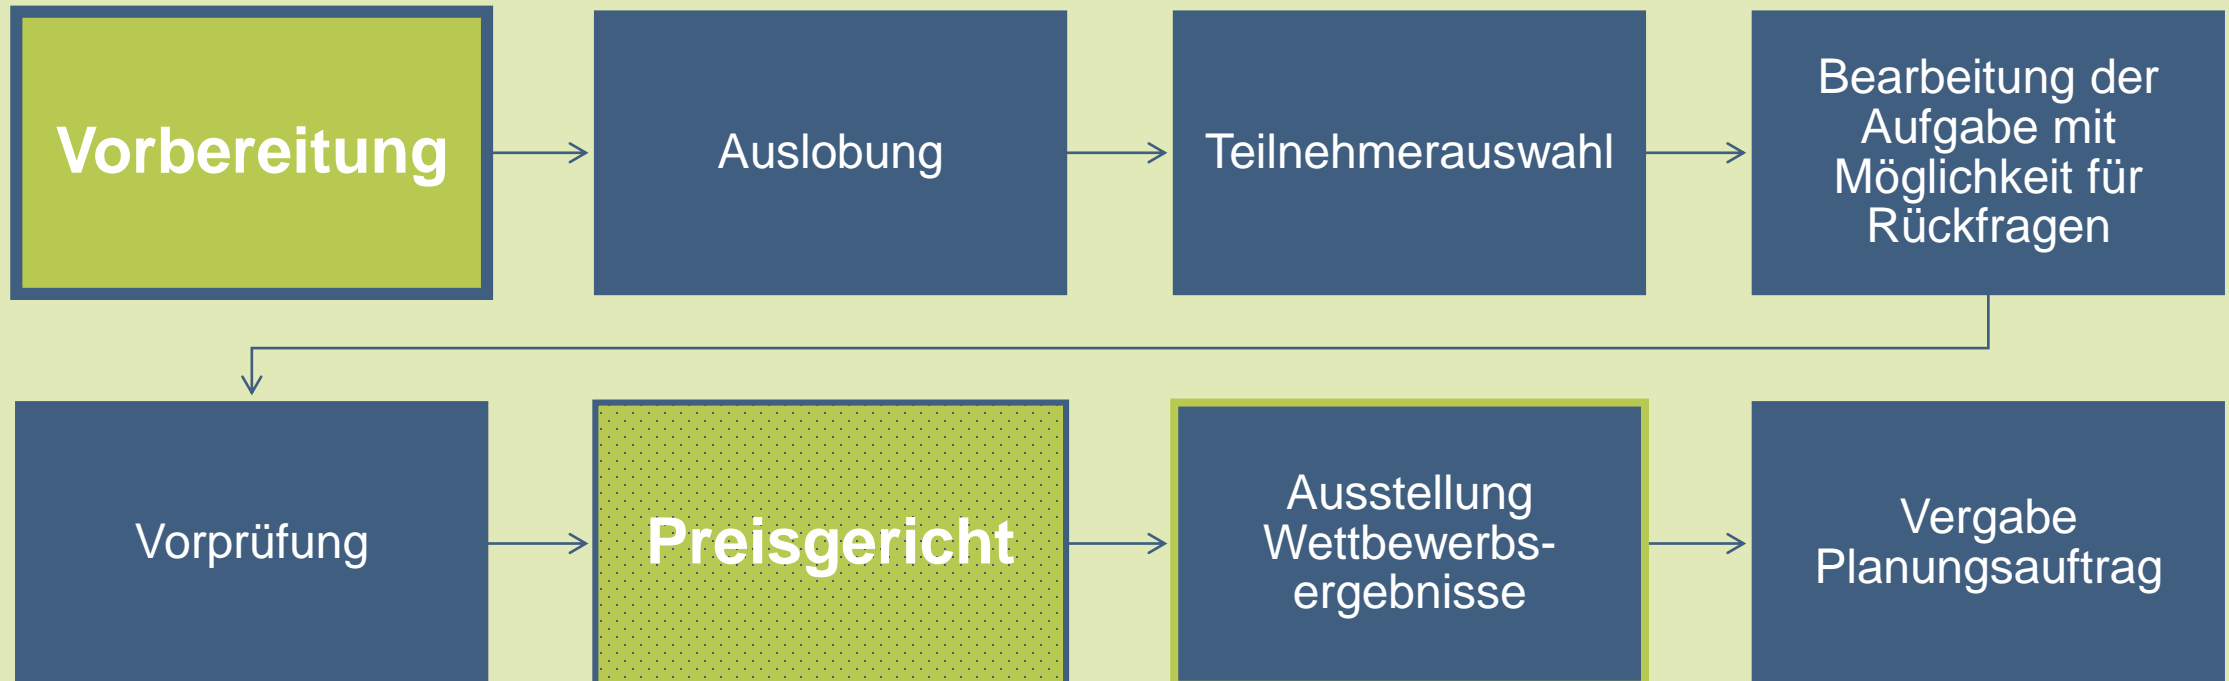 Vorbereitung
Auslobung
Teilnehmerauswahl
Bearbeitung der
Aufgabe mit
Möglichkeit für
Rückfragen
Vorprüfung
Preisgericht
Ausstellung
Wettbewerbs-
ergebnisse
Vergabe
Planungsauftrag